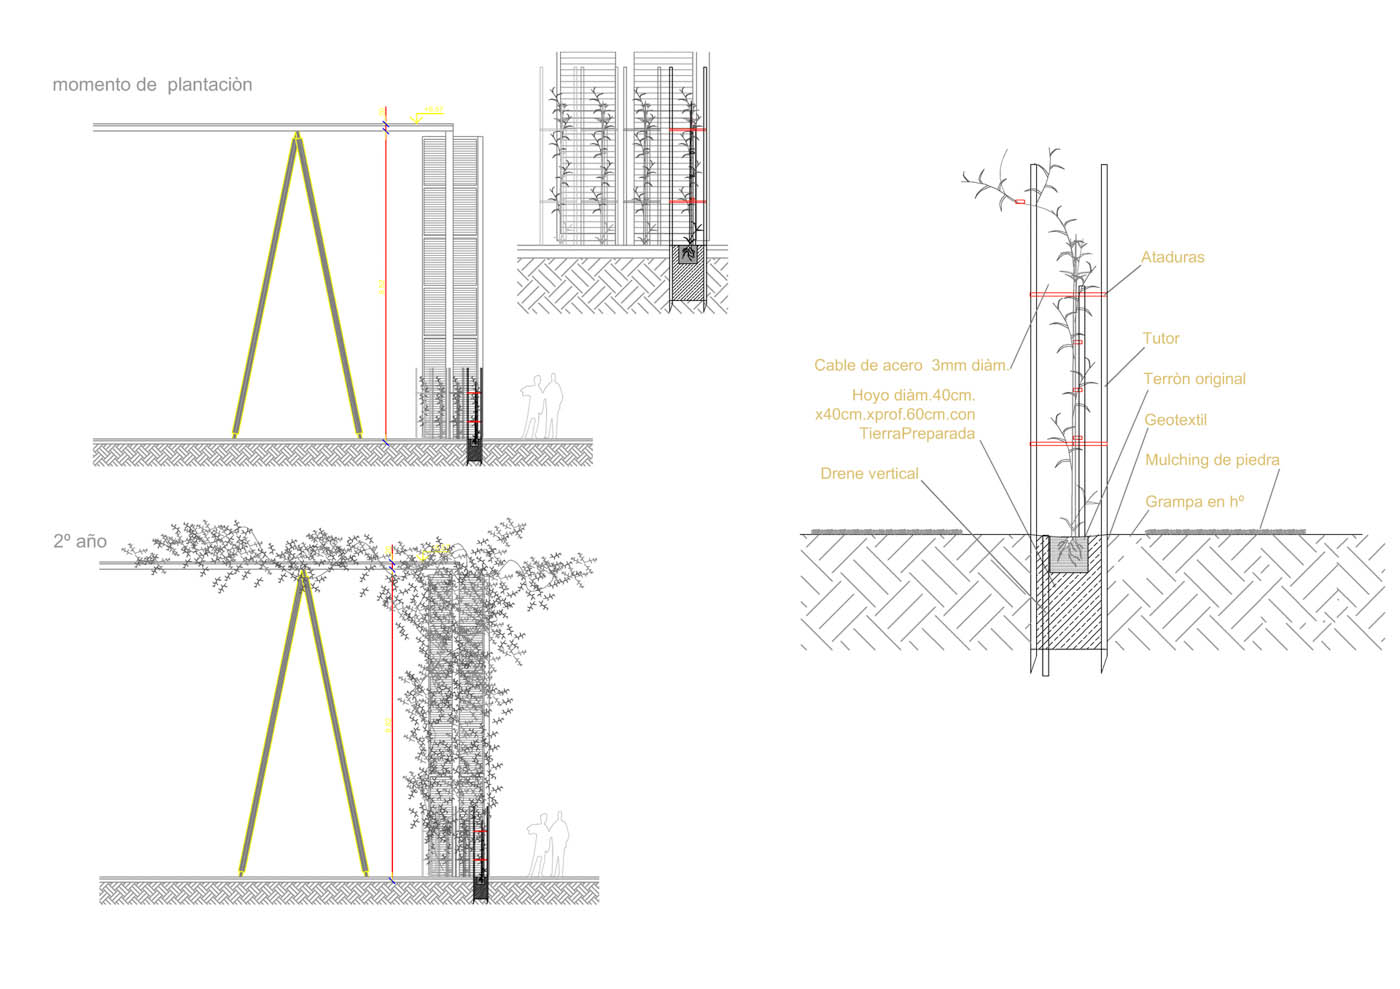 momento de plantaciòn
2º año
Ataduras
Tutor
Cable de acero 3mm diàm.
Terròn original
Hoyo diàm.40cm.
x40cm.xprof.60cm.con
TierraPreparada
Geotextil
Mulching de piedra
Drene vertical
Grampa en hº